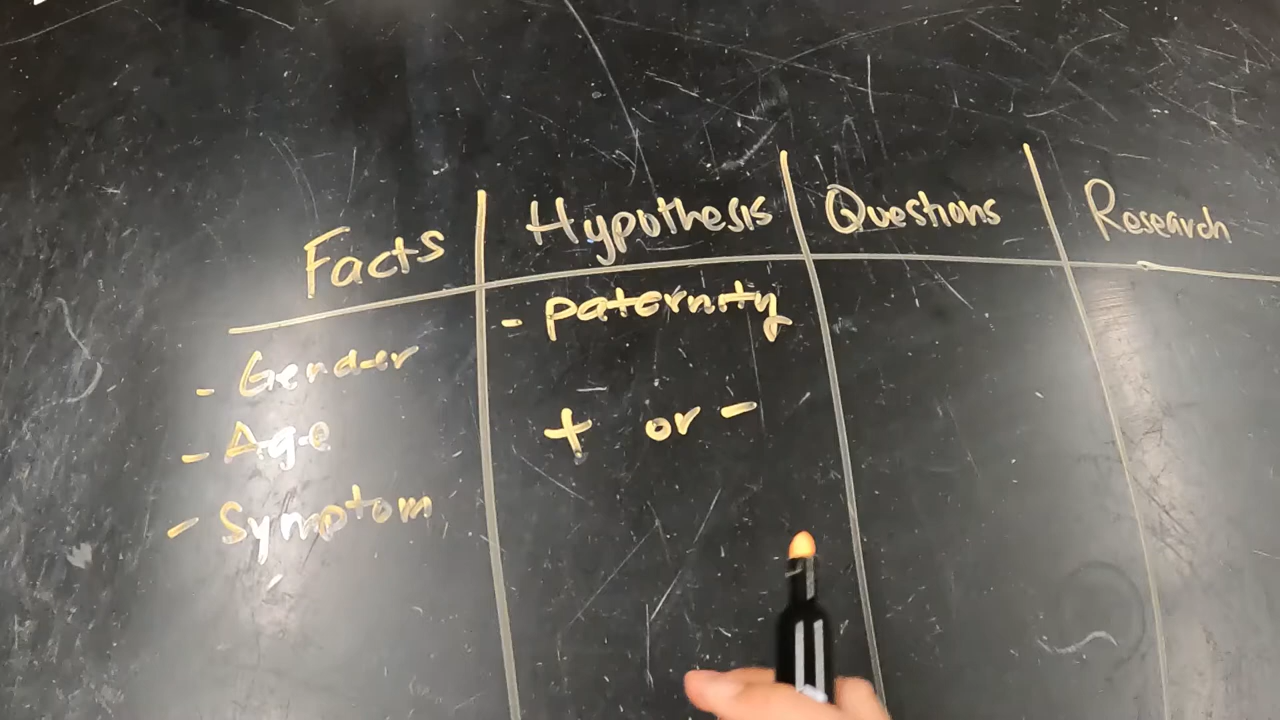 Facts Hypothesis Questions Research
- Gender
- Age
- Symptom
- paternity
+ or -